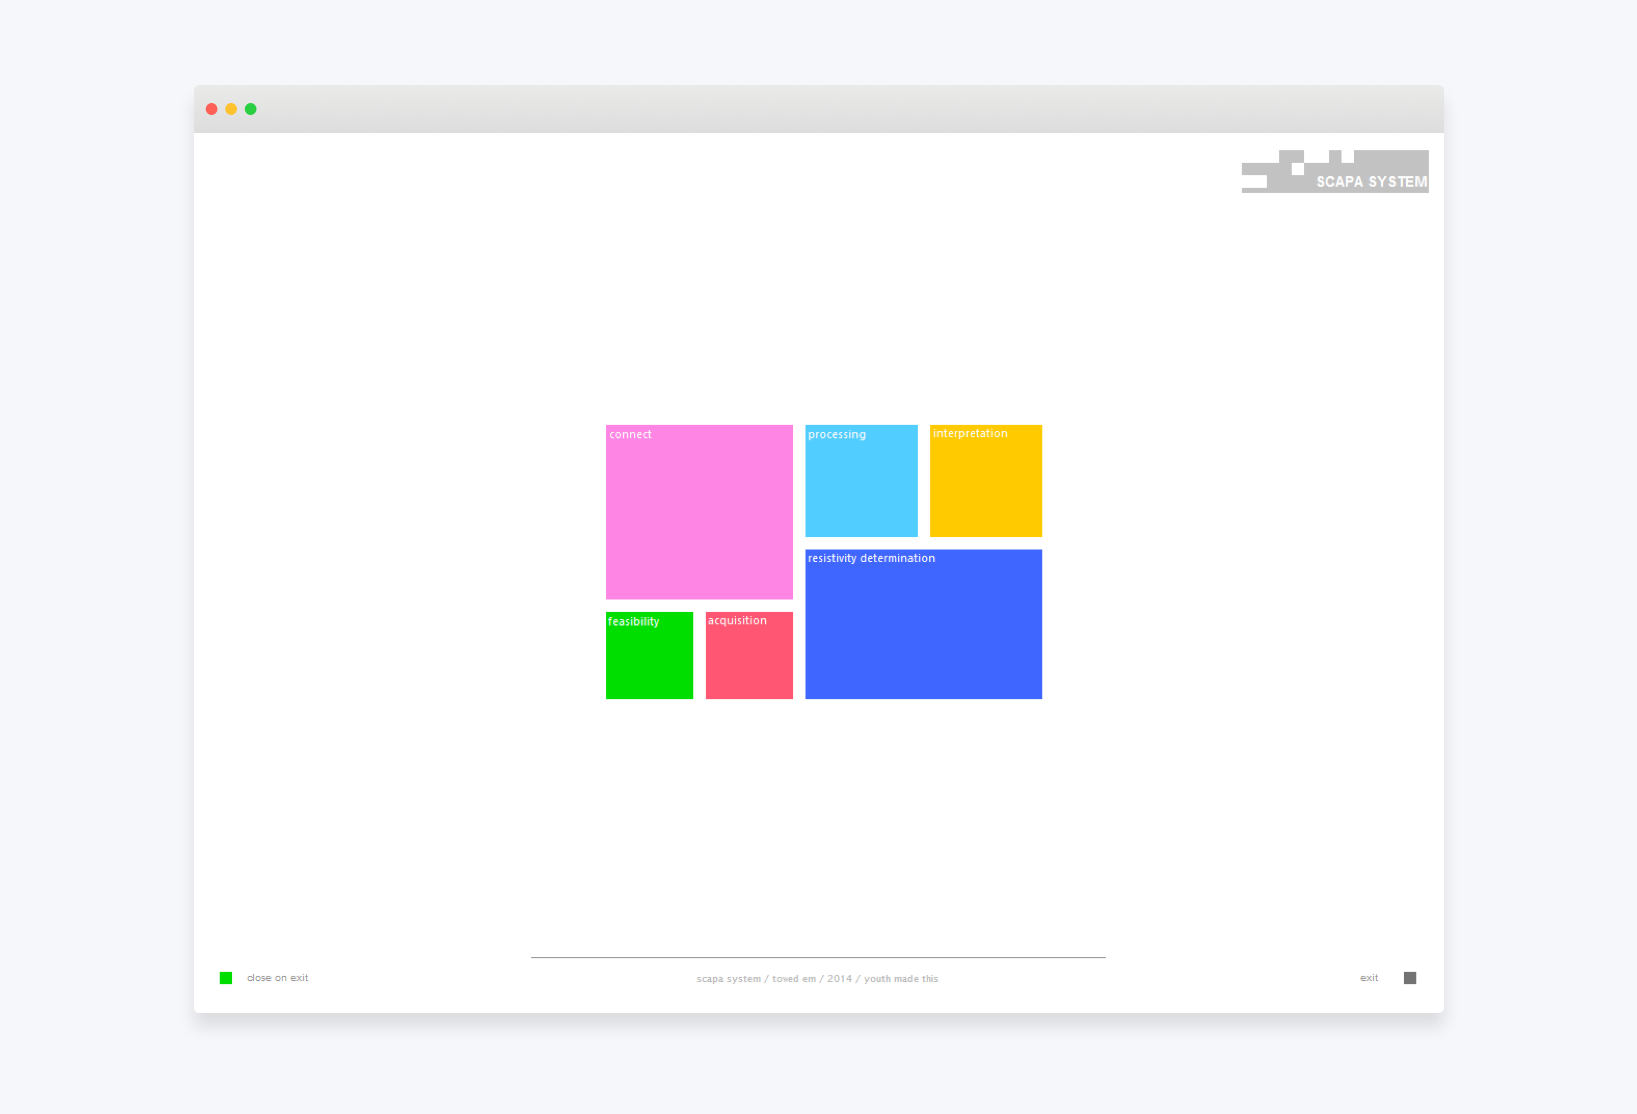 SCAPA SYSTEM
connect
processing
interpretation
resistivity determination
feasibility
acquisition
close on exit
scapa system / towed em / 2014 / youth made this
exit